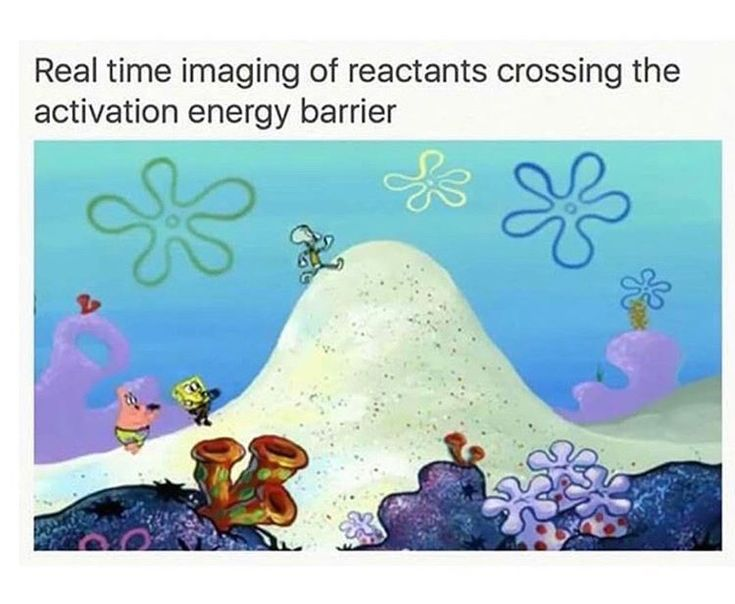 Real time imaging of reactants crossing the
activation energy barrier